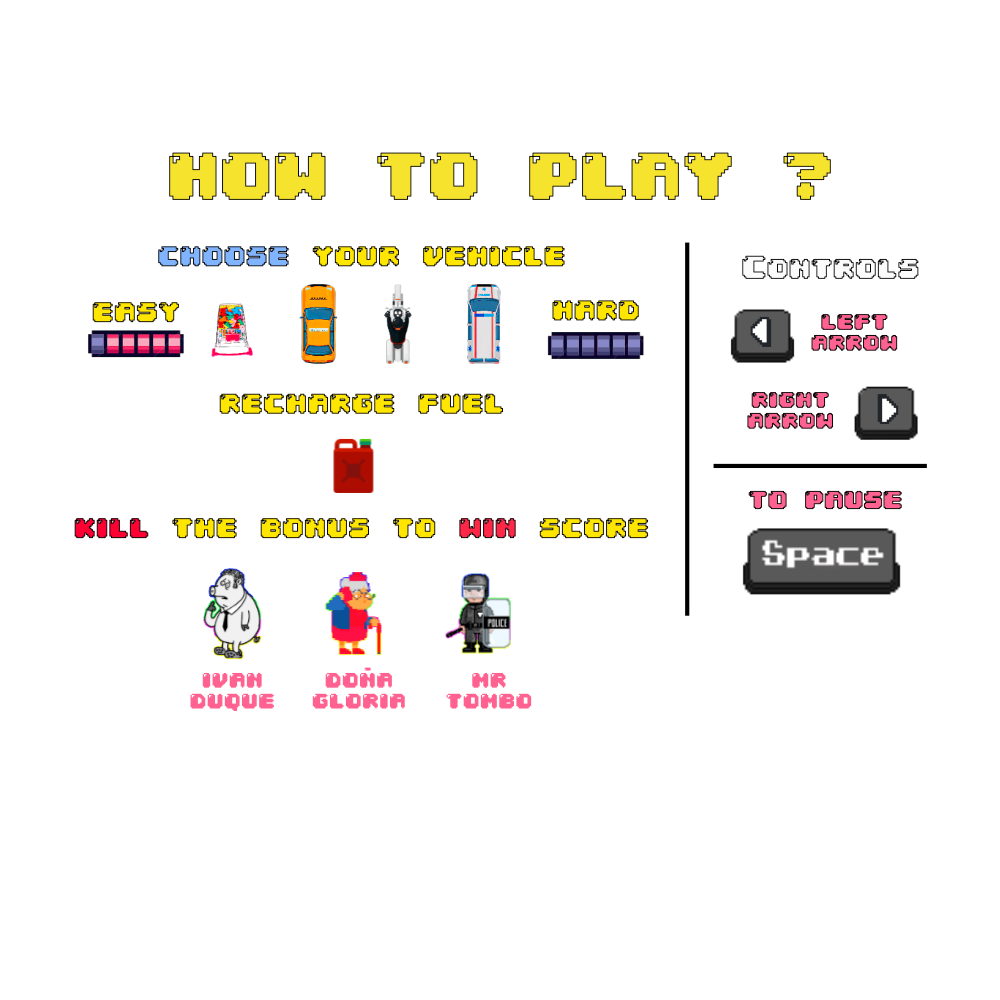 HOW TO PLAY ?
CHOOSE YOUR VEHICLE
EASY
HARD
RECHARGE FUEL
KILL THE BONUS TO WIN SCORE
POLICE
IVAN
DUQUE
DOÑA
GLORIA
MR
TOMBO
CONTROLS
LEFT
ARROW
RIGHT
ARROW
TO PAUSE
Space